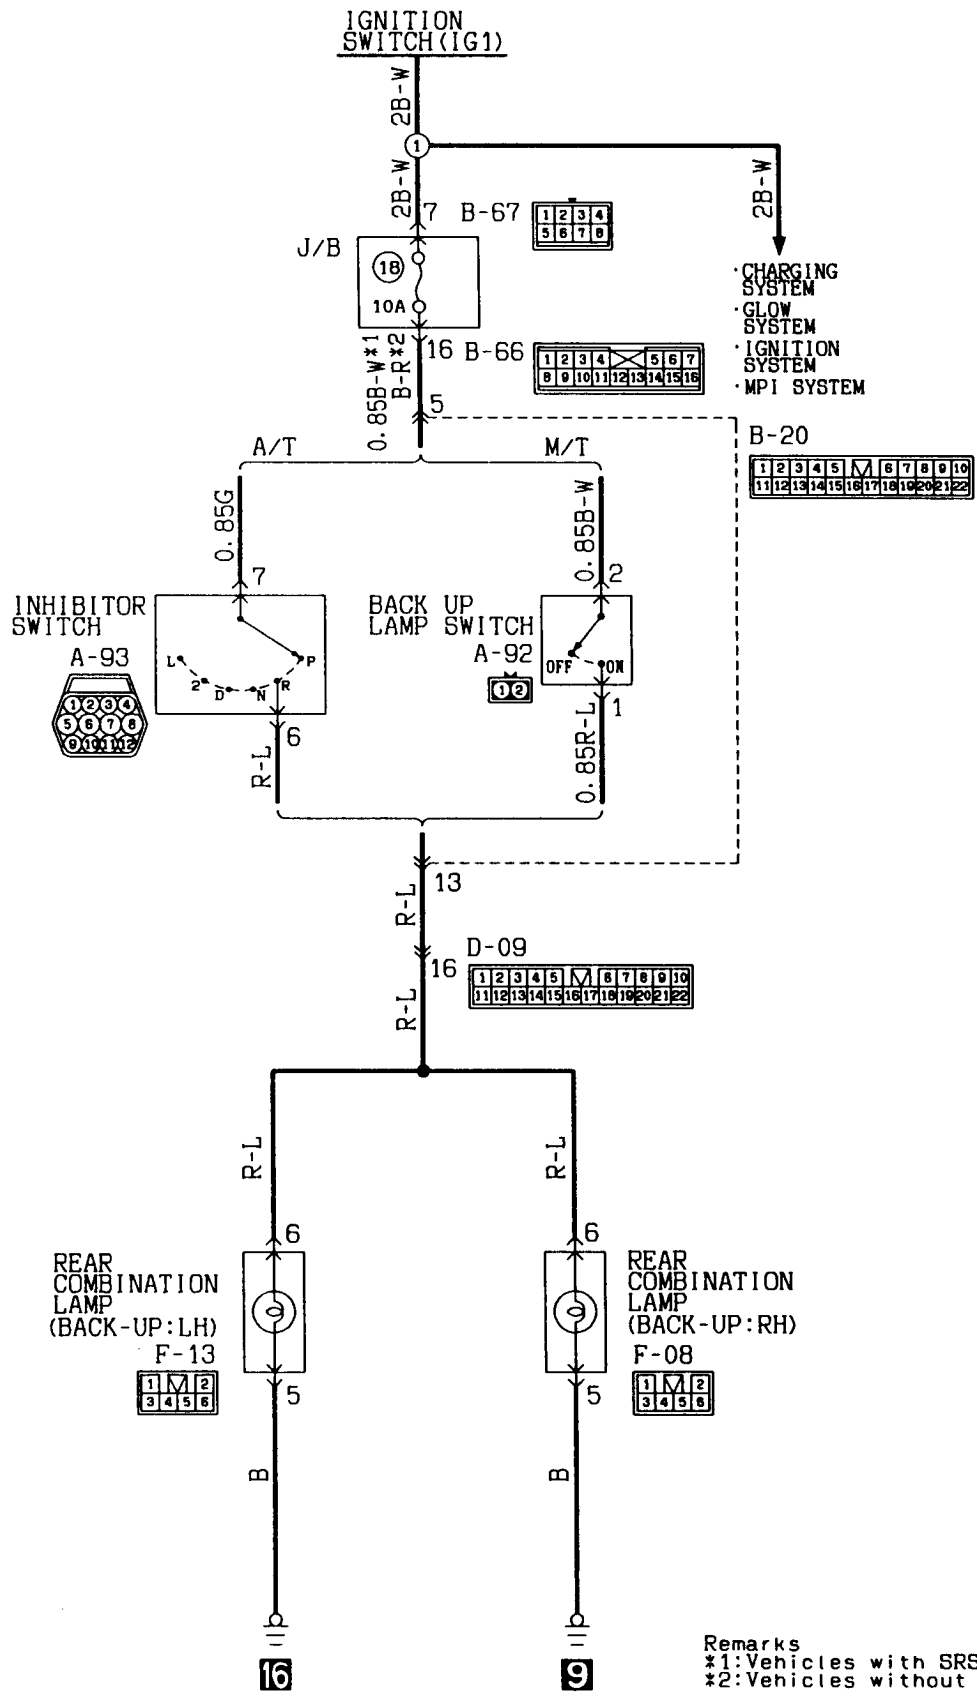 IGNITION
SWITCH(IG1)
2B-W
1
2B-W
2B-W
7
B-67
1 2 3 4
5 6 7 8
J/B
18
10A
·CHARGING
SYSTEM
·GLOW
SYSTEM
·IGNITION
SYSTEM
·MPI SYSTEM
0.85B-W*1
B-R*2
16
B-66
1 2 3 4 5 6 7
8 9 10 11 12 13 14 15 16
5
B-20
1 2 3 4 5 6 7 8 9 10
11 12 13 14 15 16 17 18 19 20 21 22
A/T
M/T
0.85G
0.85B-W
7
2
INHIBITOR
SWITCH
A-93
1 2 3 4
5 6 7 8
9 10 11 12
L
2
D
N
R
P
BACK UP
LAMP SWITCH
A-92
1 2
OFF
ON
6
1
R-L
0.85R-L
13
R-L
16
D-09
1 2 3 4 5 6 7 8 9 10
11 12 13 14 15 16 17 18 19 20 21 22
R-L
R-L
R-L
6
6
REAR
COMBINATION
LAMP
(BACK-UP:LH)
F-13
1 2
3 4 5 6
REAR
COMBINATION
LAMP
(BACK-UP:RH)
F-08
1 2
3 4 5 6
5
5
B
B
16
9
Remarks
*1:Vehicles with SRS
*2:Vehicles without